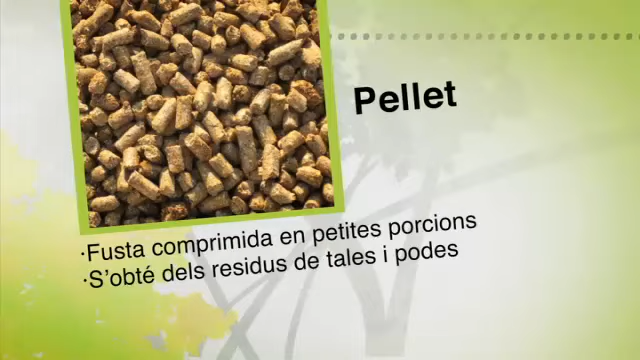 Pellet
·Fusta comprimida en petites porcions
·S'obté dels residus de tales i podes